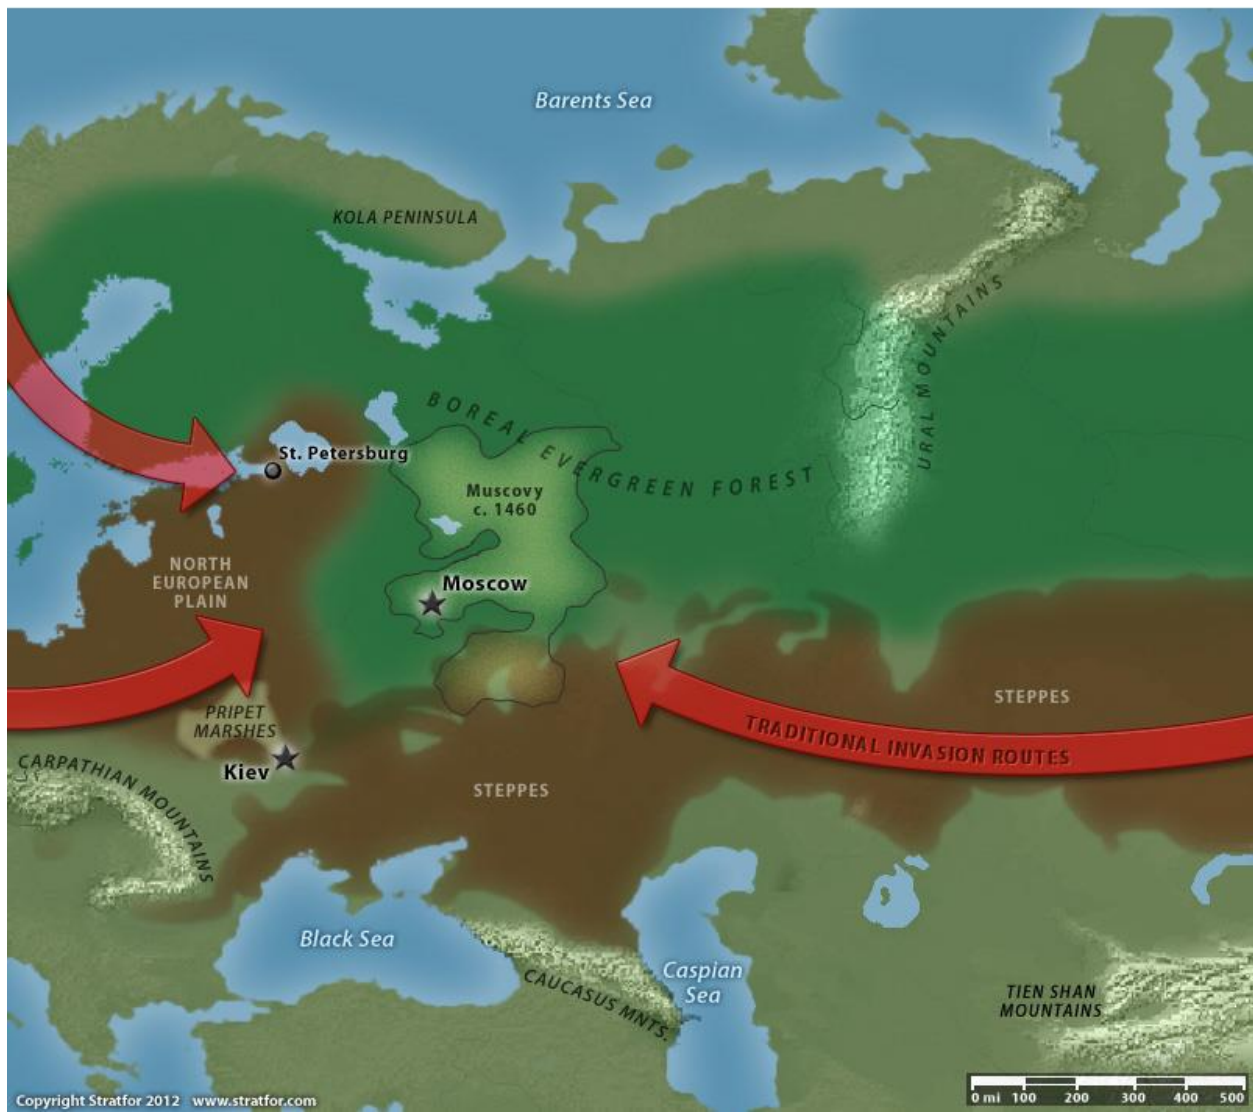 Barents Sea
KOLA PENINSULA
URAL MOUNTAINS
BOREAL EVERGREEN FOREST
St. Petersburg
Muscovy
c. 1460
NORTH
EUROPEAN
PLAIN
Moscow
STEPPES
PRIPET
MARSHES
TRADITIONAL INVASION ROUTES
CARPATHIAN MOUNTAINS
Kiev
STEPPES
Black Sea
CAUCASUS MNTS.
Caspian
Sea
TIEN SHAN
MOUNTAINS
Copyright Stratfor 2012 www.stratfor.com
0 mi 100 200 300 400 500